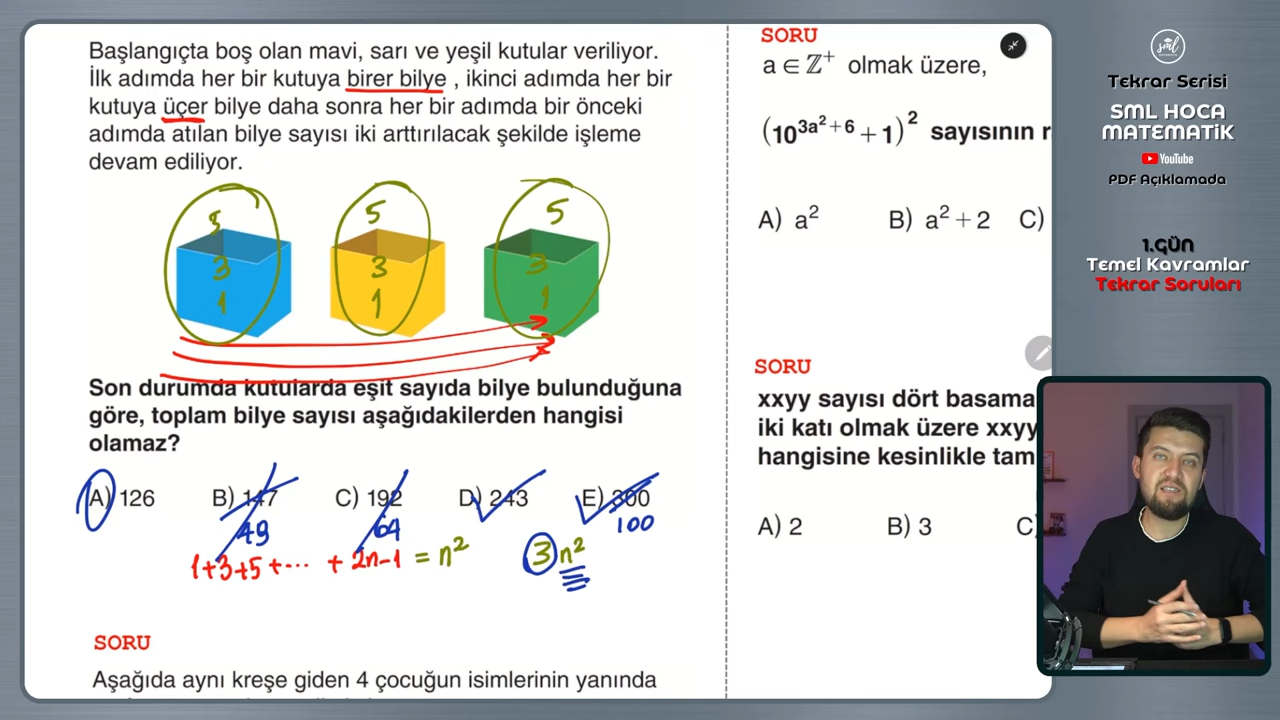 Başlangıçta boş olan mavi, sarı ve yeşil kutular veriliyor.
İlk adımda her bir kutuya birer bilye , ikinci adımda her bir
kutuya üçer bilye daha sonra her bir adımda bir önceki
adımda atılan bilye sayısı iki arttırılacak şekilde işleme
devam ediliyor.
5 5 5
3 3 3
1 1 1
Son durumda kutularda eşit sayıda bilye bulunduğuna
göre, toplam bilye sayısı aşağıdakilerden hangisi
olamaz?
A) 126 B) 147 C) 192 D) 243 E) 300
49 64 100
1+3+5+... + 2n-1 = n² 3n²
SORU
Aşağıda aynı kreşe giden 4 çocuğun isimlerinin yanında
SORU
a ∈ ℤ⁺ olmak üzere,
(10^{3a²+6} + 1)² sayısının r
A) a² B) a² + 2 C)
SORU
xxyy sayısı dört basama
iki katı olmak üzere xxyy
hangisine kesinlikle tam
A) 2 B) 3 C)
sml
Tekrar Serisi
SML HOCA
MATEMATİK
YouTube
PDF Açıklamada
1.GÜN
Temel Kavramlar
Tekrar Soruları